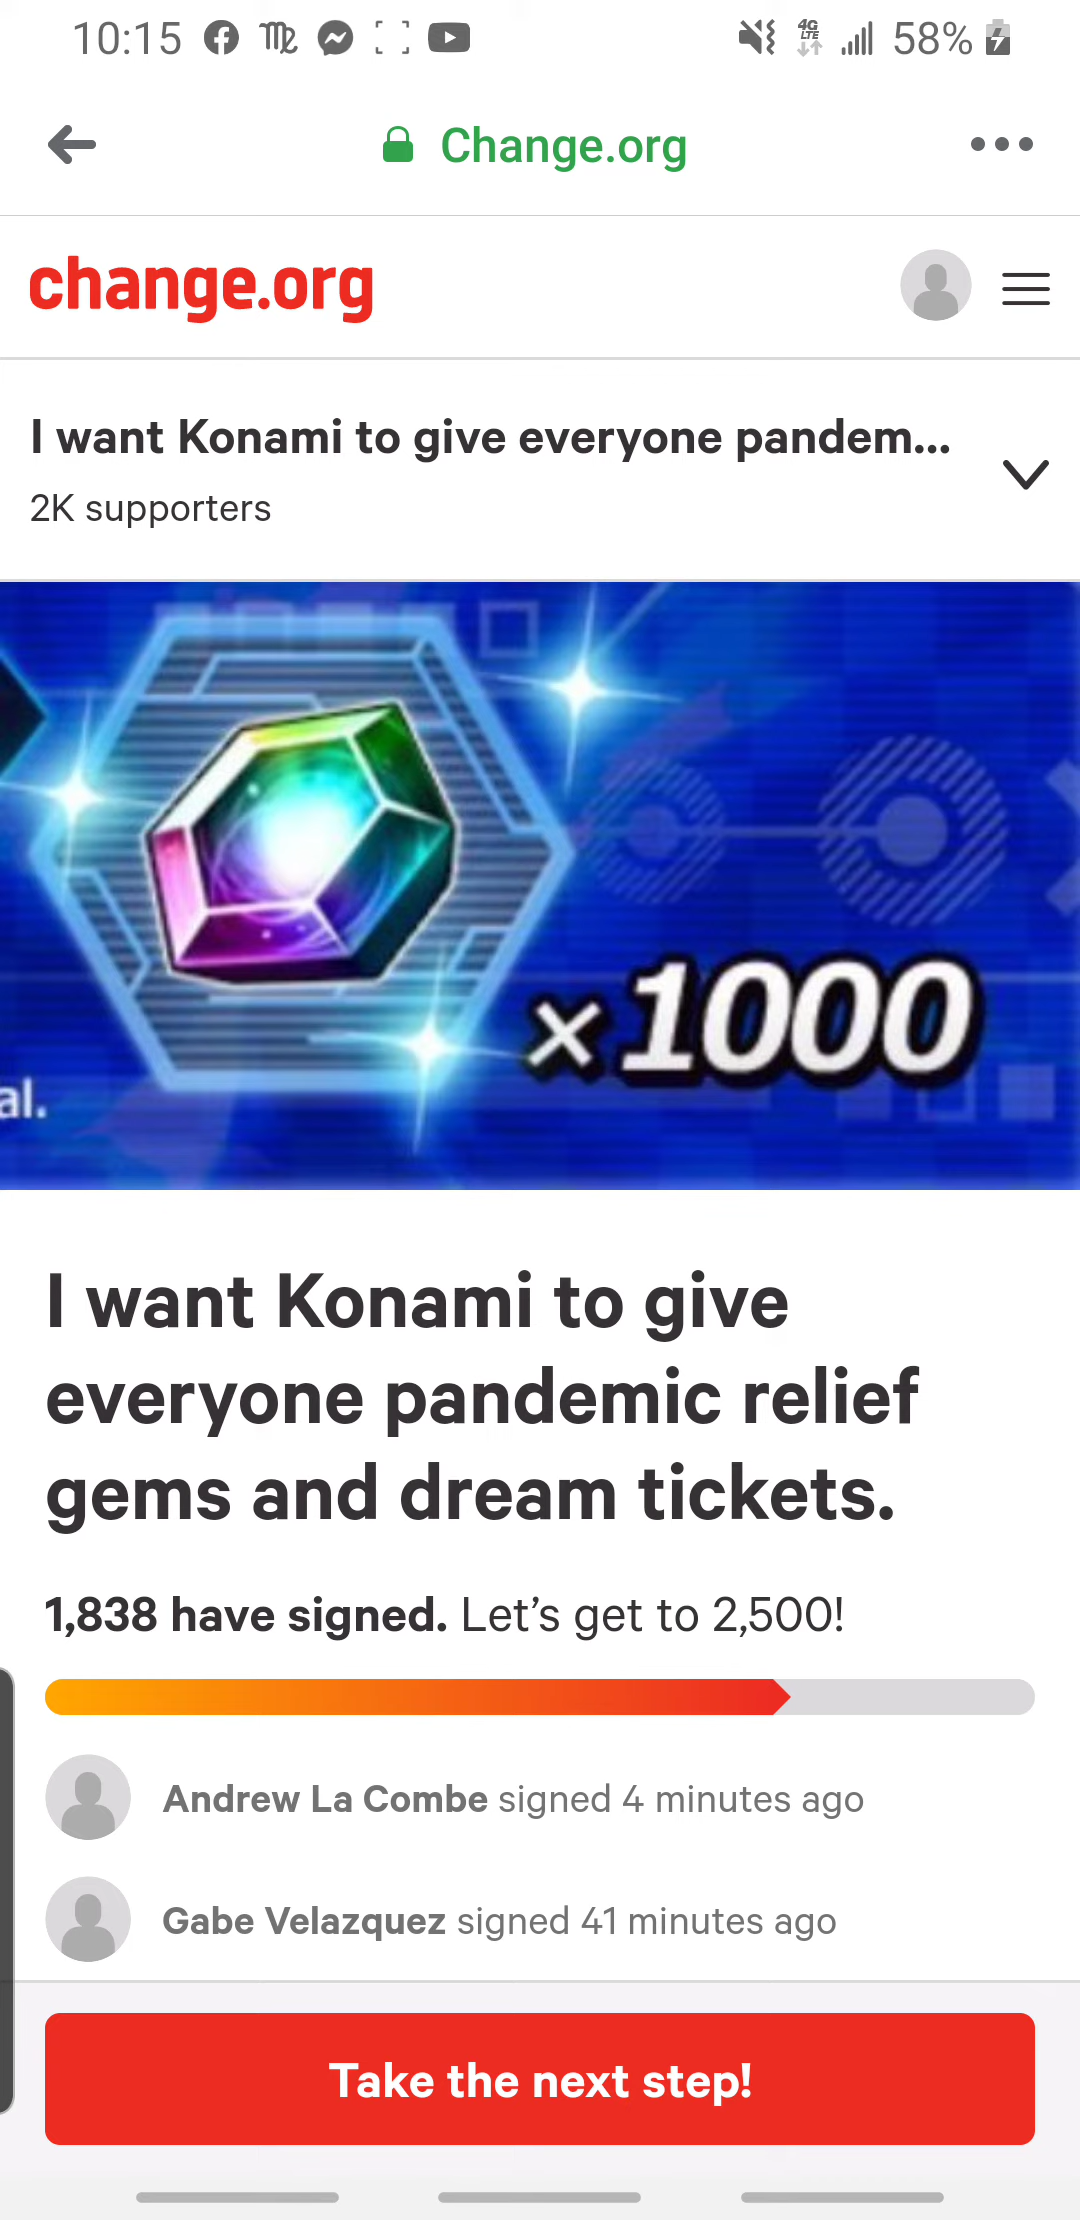 10:15
4G
LTE
58%
Change.org
change.org
I want Konami to give everyone pandem...
2K supporters
×1000
al.
I want Konami to give
everyone pandemic relief
gems and dream tickets.
1,838 have signed. Let's get to 2,500!
Andrew La Combe signed 4 minutes ago
Gabe Velazquez signed 41 minutes ago
Take the next step!